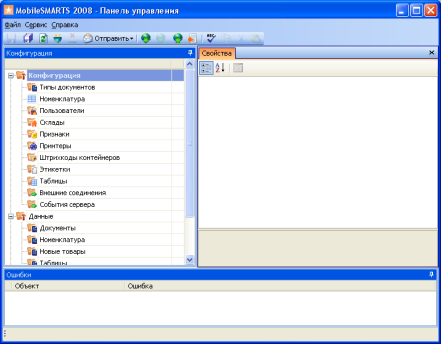 MobileSMARTS 2008 - Панель управления
Файл Сервис Справка
Отправить
Конфигурация
Конфигурация
Типы документов
Номенклатура
Пользователи
Склады
Признаки
Принтеры
Штрихкоды контейнеров
Этикетки
Таблицы
Внешние соединения
События сервера
Данные
Документы
Номенклатура
Новые товары
Таблицы
Свойства
Ошибки
Объект Ошибка